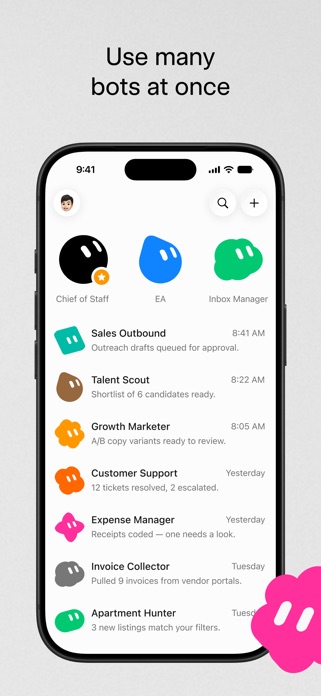 Use many
bots at once
9:41
Chief of Staff
EA
Inbox Manager
Sales Outbound
8:41 AM
Outreach drafts queued for approval.
Talent Scout
8:22 AM
Shortlist of 6 candidates ready.
Growth Marketer
8:05 AM
A/B copy variants ready to review.
Customer Support
Yesterday
12 tickets resolved, 2 escalated.
Expense Manager
Yesterday
Receipts coded — one needs a look.
Invoice Collector
Tuesday
Pulled 9 invoices from vendor portals.
Apartment Hunter
Tuesday
3 new listings match your filters.